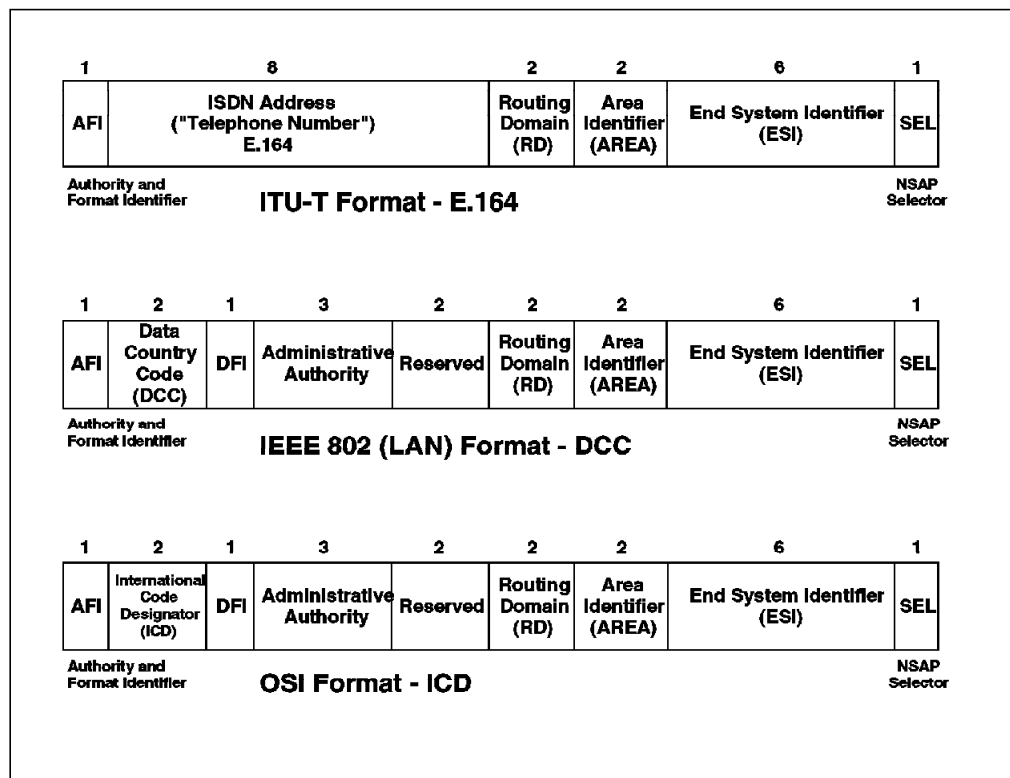 1 8 2 2 6 1
AFI
ISDN Address
("Telephone Number")
E.164
Routing
Domain
(RD)
Area
Identifier
(AREA)
End System Identifier
(ESI)
SEL
Authority and
Format Identifier
ITU-T Format - E.164
NSAP
Selector
1 2 1 3 2 2 2 6 1
AFI
Data
Country
Code
(DCC)
DFI
Administrative
Authority
Reserved
Routing
Domain
(RD)
Area
Identifier
(AREA)
End System Identifier
(ESI)
SEL
Authority and
Format Identifier
IEEE 802 (LAN) Format - DCC
NSAP
Selector
1 2 1 3 2 2 2 6 1
AFI
International
Code
Designator
(ICD)
DFI
Administrative
Authority
Reserved
Routing
Domain
(RD)
Area
Identifier
(AREA)
End System Identifier
(ESI)
SEL
Authority and
Format Identifier
OSI Format - ICD
NSAP
Selector